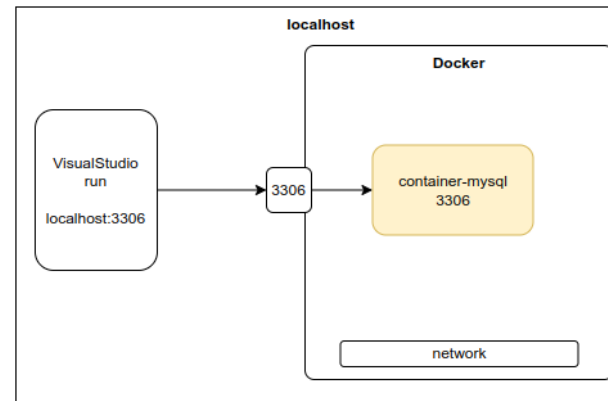 localhost
Docker
VisualStudio
run
localhost:3306
3306
container-mysql
3306
network